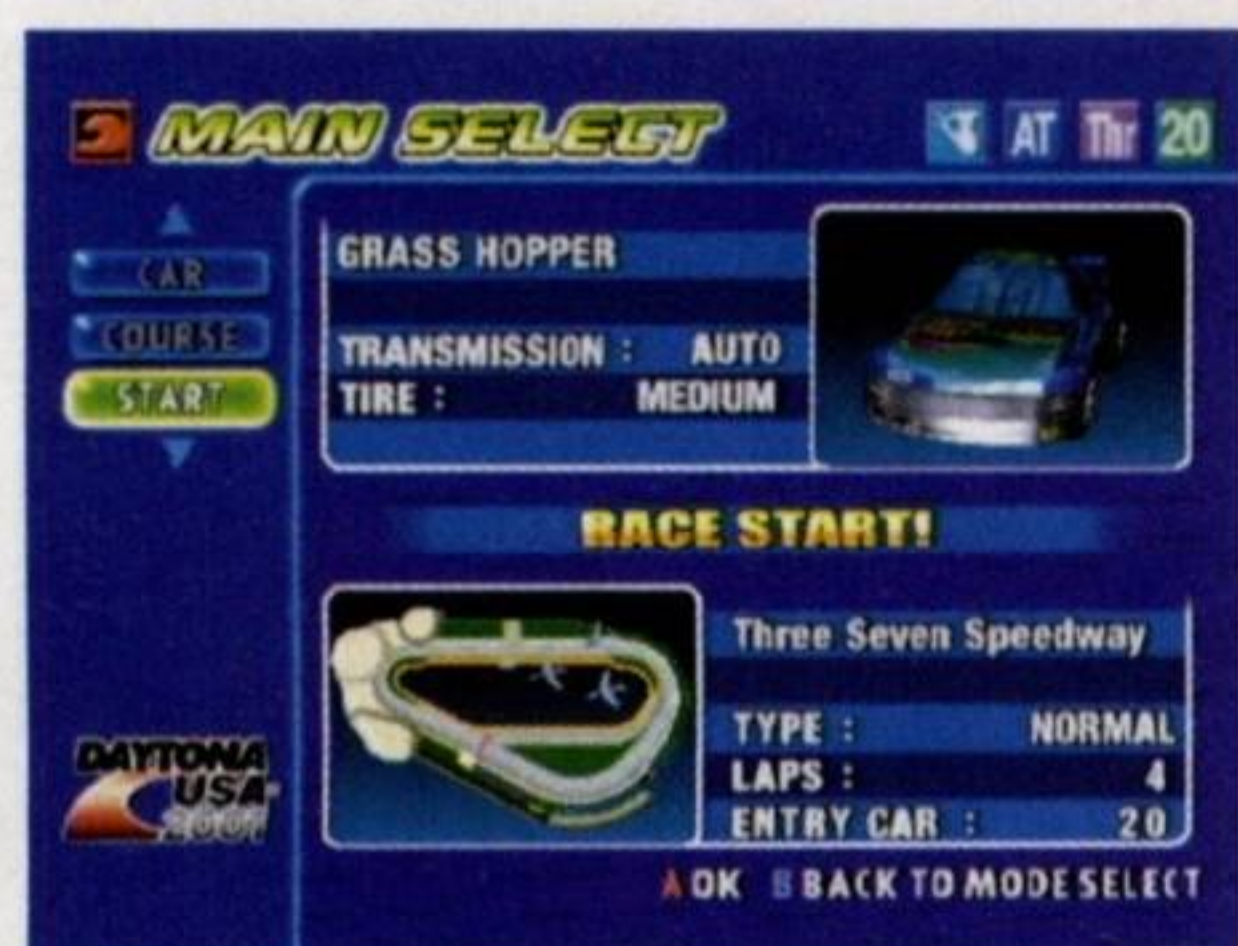 MAIN SELECT
AT Thr 20
CAR
COURSE
START
GRASS HOPPER
TRANSMISSION : AUTO
TIRE : MEDIUM
RACE START!
Three Seven Speedway
TYPE : NORMAL
LAPS : 4
ENTRY CAR : 20
DAYTONA
USA
2001
A OK B BACK TO MODE SELECT